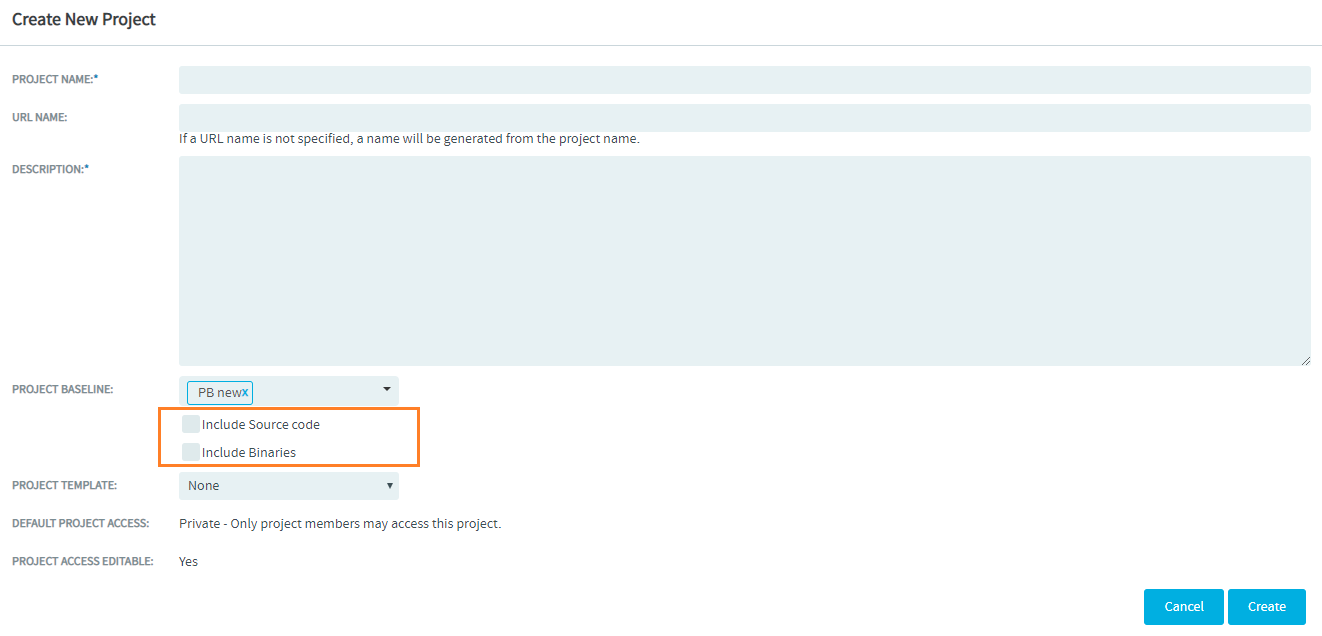 Create New Project
PROJECT NAME:*
URL NAME:
If a URL name is not specified, a name will be generated from the project name.
DESCRIPTION:*
PROJECT BASELINE:
PB newx
Include Source code
Include Binaries
PROJECT TEMPLATE:
None
DEFAULT PROJECT ACCESS:
Private - Only project members may access this project.
PROJECT ACCESS EDITABLE:
Yes
Cancel
Create